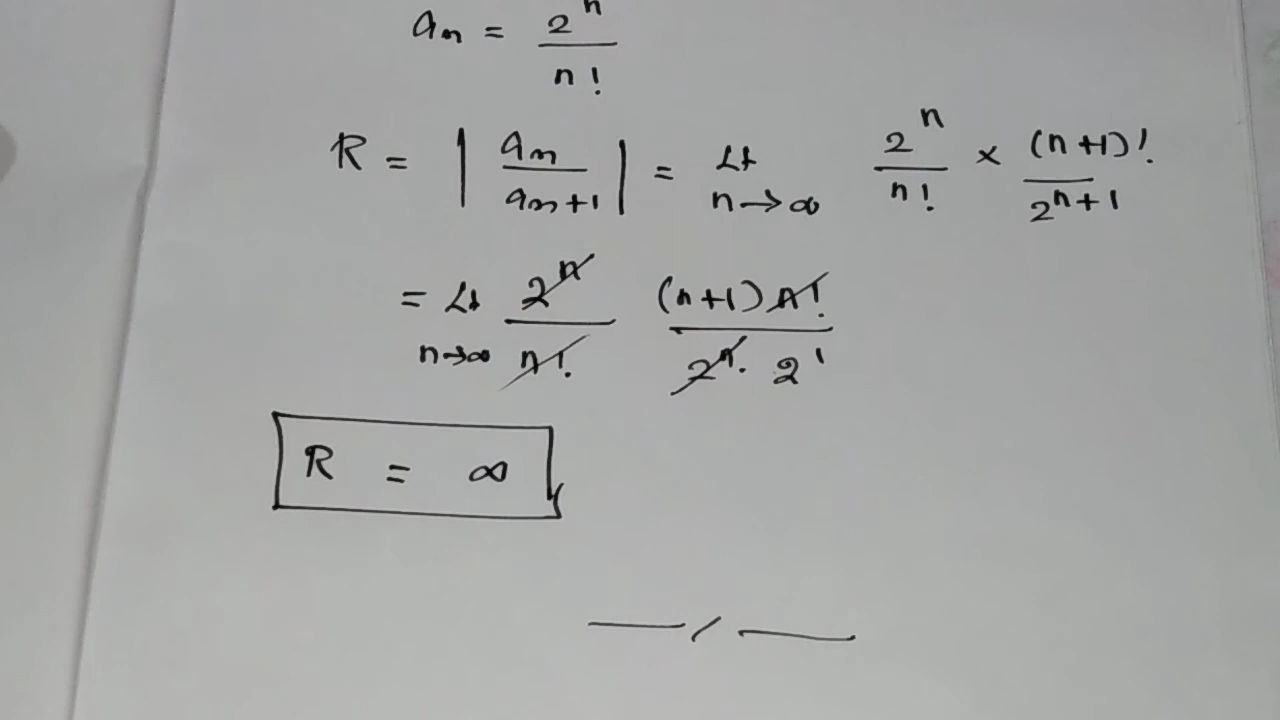 aₙ = 2ⁿ / n!
R = | aₙ / aₙ₊₁ | = Lt n→∞ 2ⁿ / n! × (n+1)! / 2ⁿ⁺¹
= Lt n→∞ 2ⁿ / n! (n+1) n! / 2ⁿ · 2¹
R = ∞